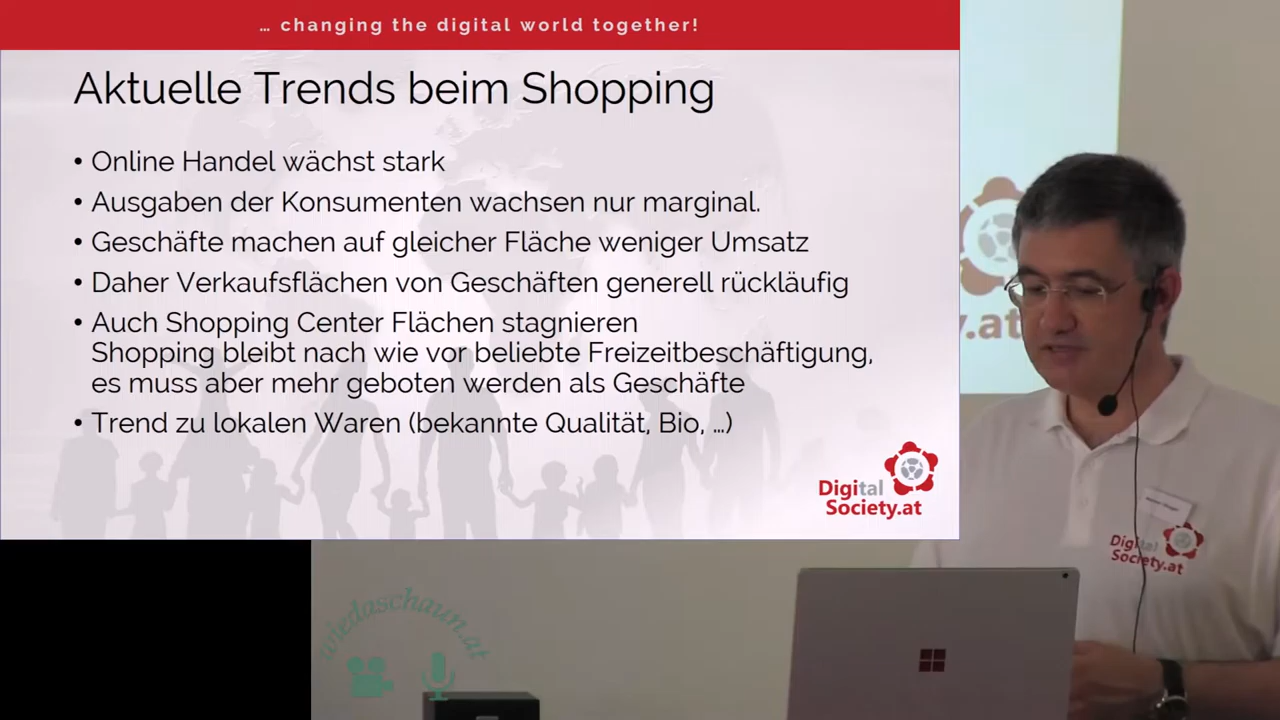 … changing the digital world together!
Aktuelle Trends beim Shopping
• Online Handel wächst stark
• Ausgaben der Konsumenten wachsen nur marginal.
• Geschäfte machen auf gleicher Fläche weniger Umsatz
• Daher Verkaufsflächen von Geschäften generell rückläufig
• Auch Shopping Center Flächen stagnieren
Shopping bleibt nach wie vor beliebte Freizeitbeschäftigung,
es muss aber mehr geboten werden als Geschäfte
• Trend zu lokalen Waren (bekannte Qualität, Bio, …)
Digital
Society.at
y.at
Digital
Society.at
wiedaschaun.at